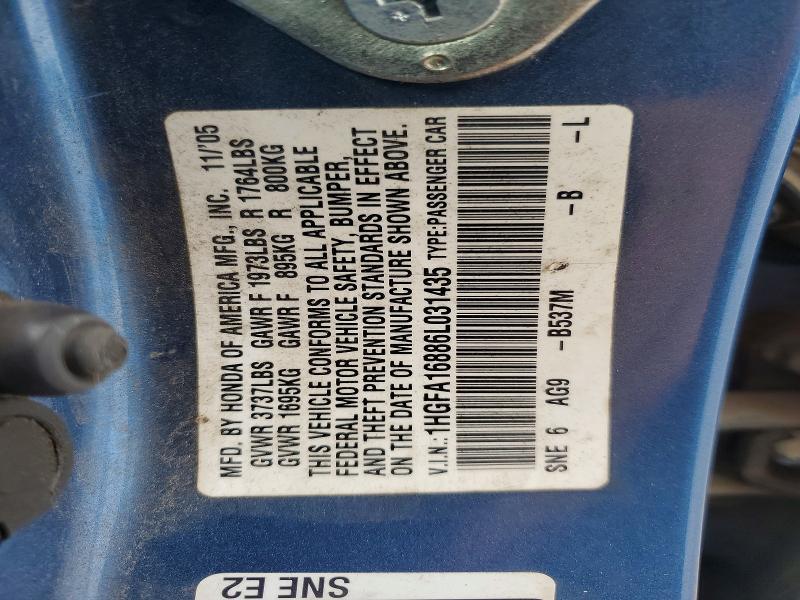 MFD. BY HONDA OF AMERICA MFG., INC. 11/'05
GVWR 3737LBS GAWR F 1973LBS R 1764LBS
GVWR 1695KG GAWR F 895KG R 800KG
THIS VEHICLE CONFORMS TO ALL APPLICABLE
FEDERAL MOTOR VEHICLE SAFETY, BUMPER,
AND THEFT PREVENTION STANDARDS IN EFFECT
ON THE DATE OF MANUFACTURE SHOWN ABOVE.
V.I.N.: 1HGFA16886L031435 TYPE:PASSENGER CAR
SNE 6 AG9 -B537M -B -L
SNE E2